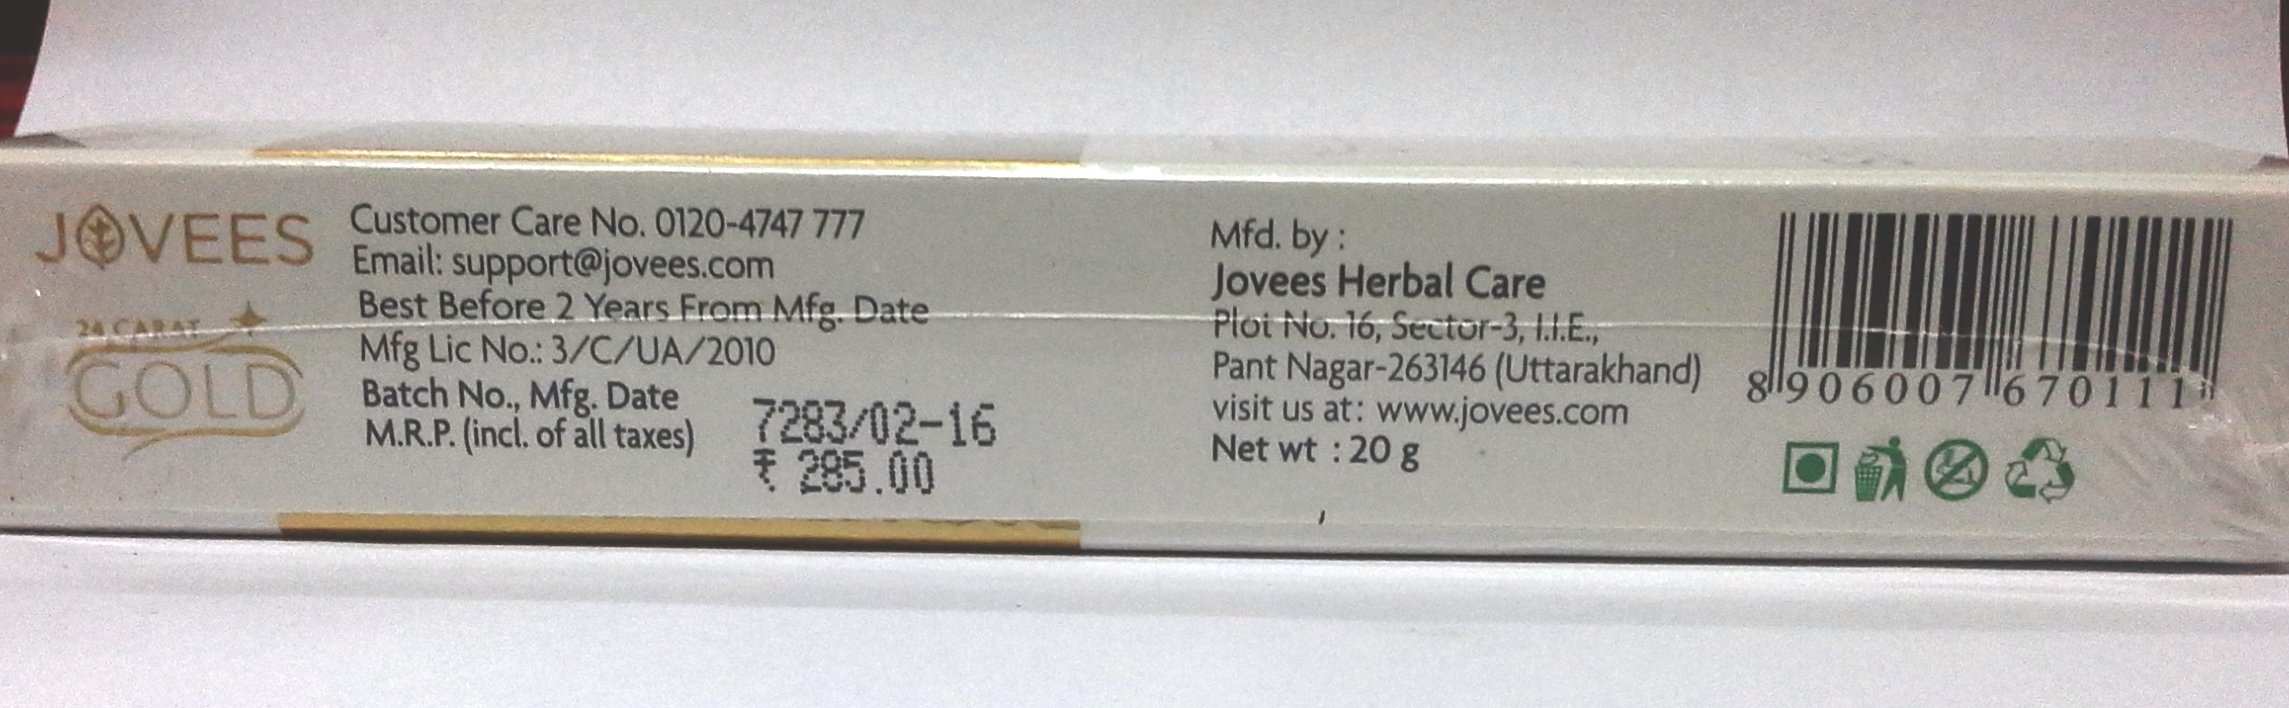 JOVEES
24 CARAT
GOLD
Customer Care No. 0120-4747 777
Email: support@jovees.com
Best Before 2 Years From Mfg. Date
Mfg Lic No.: 3/C/UA/2010
Batch No., Mfg. Date 7283/02-16
M.R.P. (incl. of all taxes) ₹ 285.00
Mfd. by :
Jovees Herbal Care
Plot No. 16, Sector-3, I.I.E.,
Pant Nagar-263146 (Uttarakhand)
visit us at: www.jovees.com
Net wt : 20 g
8 906007 670111